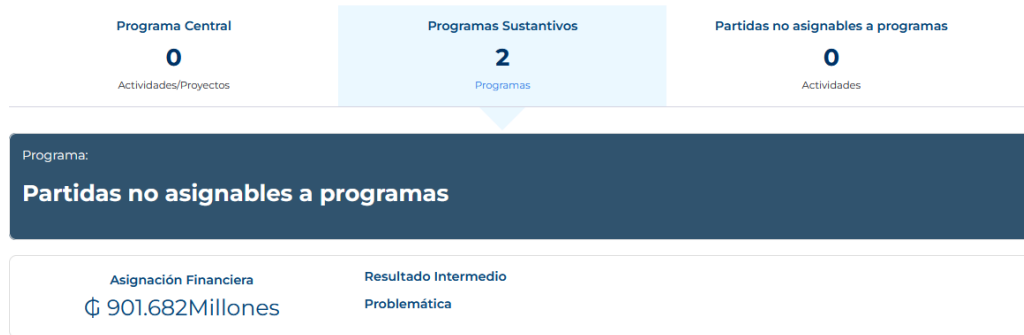 Programa Central
0
Actividades/Proyectos
Programas Sustantivos
2
Programas
Partidas no asignables a programas
0
Actividades
Programa:
Partidas no asignables a programas
Asignación Financiera
₲ 901.682Millones
Resultado Intermedio
Problemática